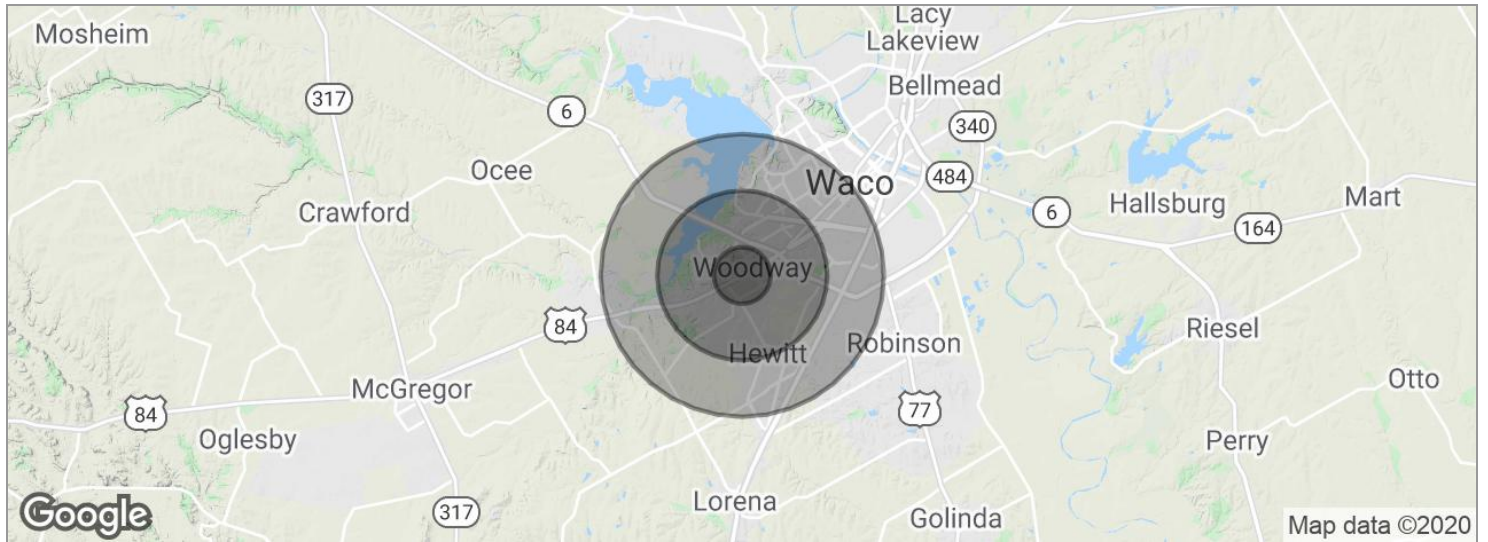 Mosheim
Lacy
Lakeview
Bellmead
317
6
340
Ocee
Waco
484
Crawford
Hallsburg
Mart
6
164
Woodway
84
Riesel
Hewitt
Robinson
McGregor
Otto
84
77
Oglesby
Perry
Lorena
317
Golinda
Google
Map data ©2020